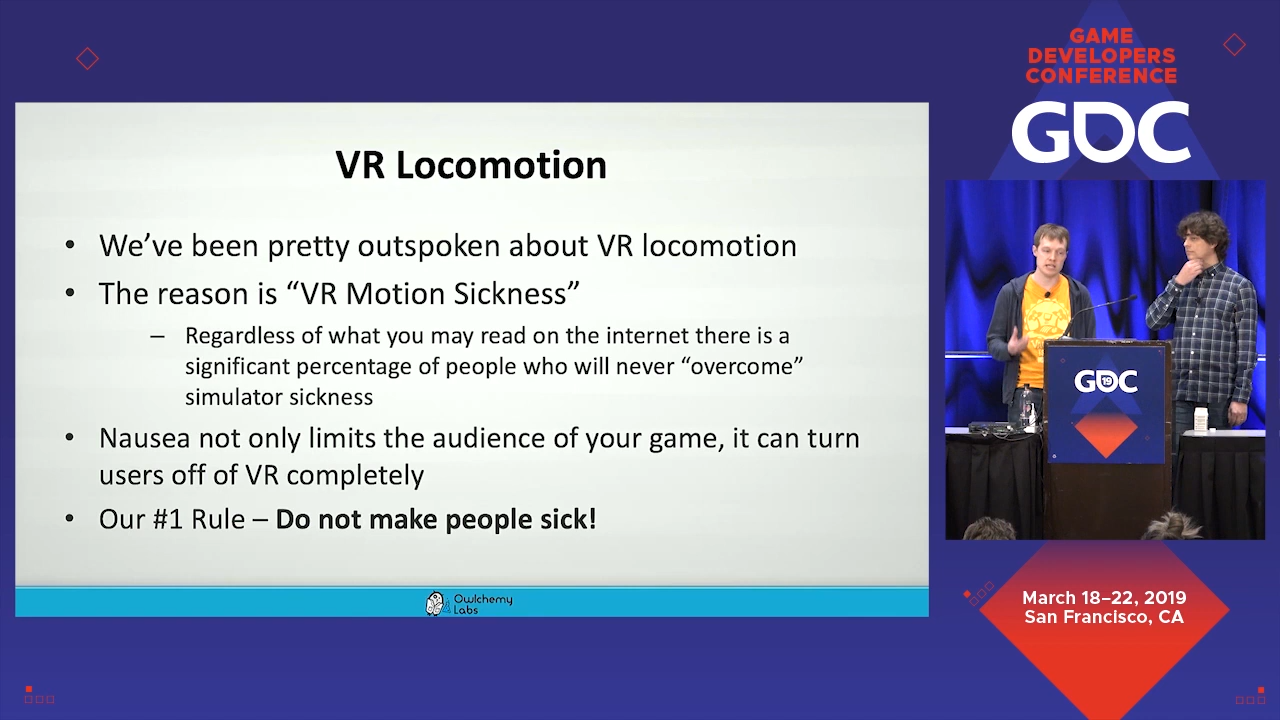 GAME
DEVELOPERS
CONFERENCE
GDC
VR Locomotion
• We’ve been pretty outspoken about VR locomotion
• The reason is “VR Motion Sickness”
– Regardless of what you may read on the internet there is a
significant percentage of people who will never “overcome”
simulator sickness
• Nausea not only limits the audience of your game, it can turn
users off of VR completely
• Our #1 Rule – Do not make people sick!
Owlchemy
Labs
GDC
19
March 18–22, 2019
San Francisco, CA